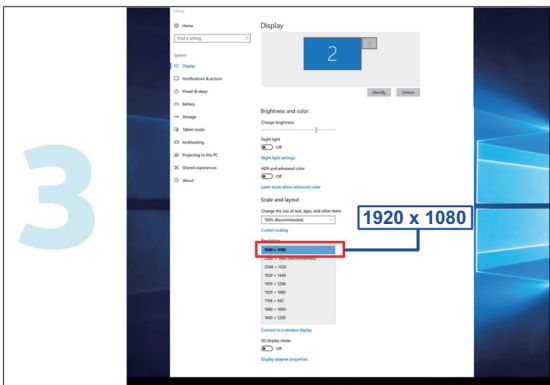 Settings
3
Home
Find a setting
System
Display
Notifications & actions
Power & sleep
Battery
Storage
Tablet mode
Multitasking
Projecting to this PC
Shared experiences
About
Display
2
1
Identify
Detect
Brightness and color
Change brightness
Night light
Off
Night light settings
HDR and advanced color
Off
Learn more about advanced color
Scale and layout
Change the size of text, apps, and other items
100% (Recommended)
Custom scaling
Resolution
2048 × 1536
1920 × 1440
1920 × 1200
1920 × 1080
1680 × 1050
1600 × 1200
Connect to a wireless display
3D display mode
Off
Display adapter properties
1920 x 1080